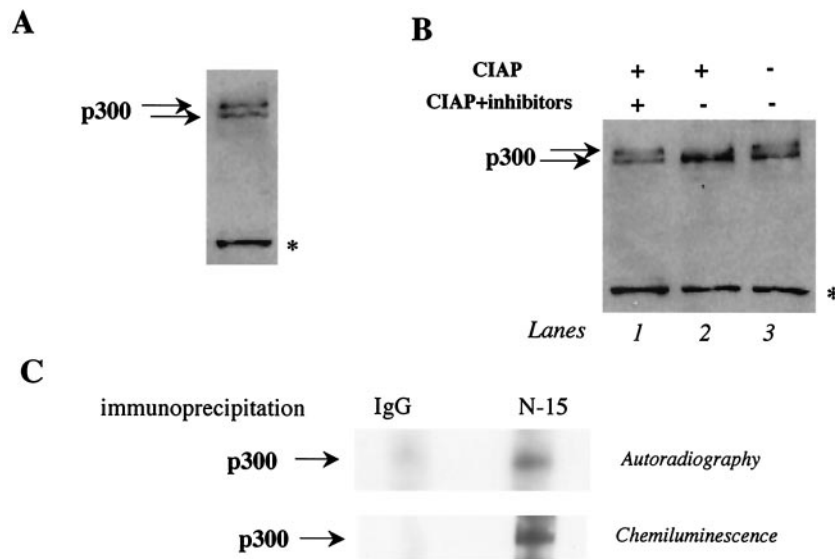 A
p300
*
B
CIAP + + -
CIAP+inhibitors + - -
p300
*
Lanes 1 2 3
C
immunoprecipitation IgG N-15
p300 Autoradiography
p300 Chemiluminescence